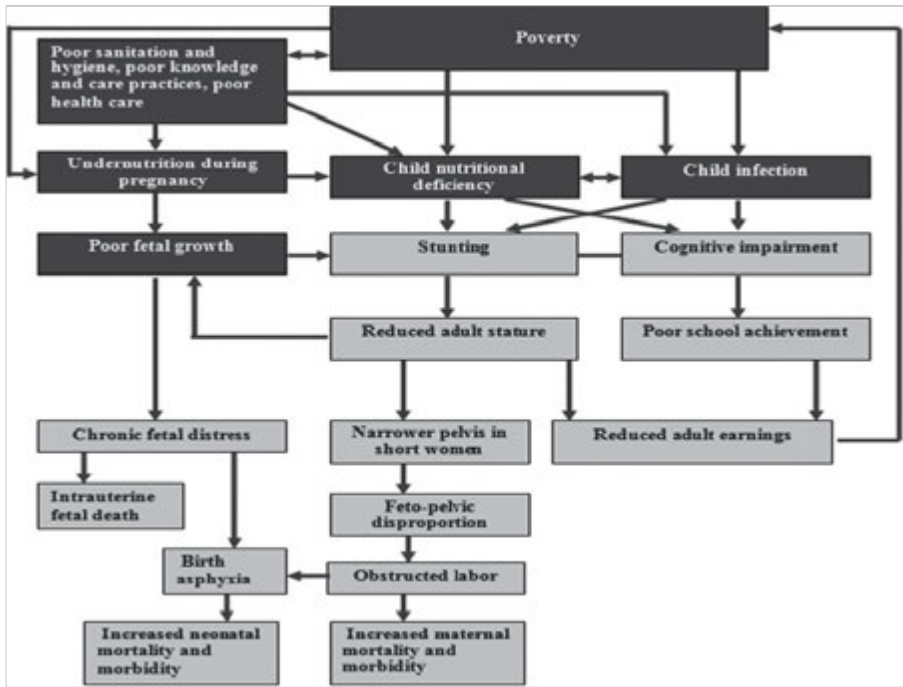 Poverty
Poor sanitation and
hygiene, poor knowledge
and care practices, poor
health care
Undernutrition during
pregnancy
Child nutritional
deficiency
Child infection
Poor fetal growth
Stunting
Cognitive impairment
Reduced adult stature
Poor school achievement
Chronic fetal distress
Narrower pelvis in
short women
Reduced adult earnings
Intrauterine
fetal death
Feto-pelvic
disproportion
Birth
asphyxia
Obstructed labor
Increased neonatal
mortality and
morbidity
Increased maternal
mortality and
morbidity